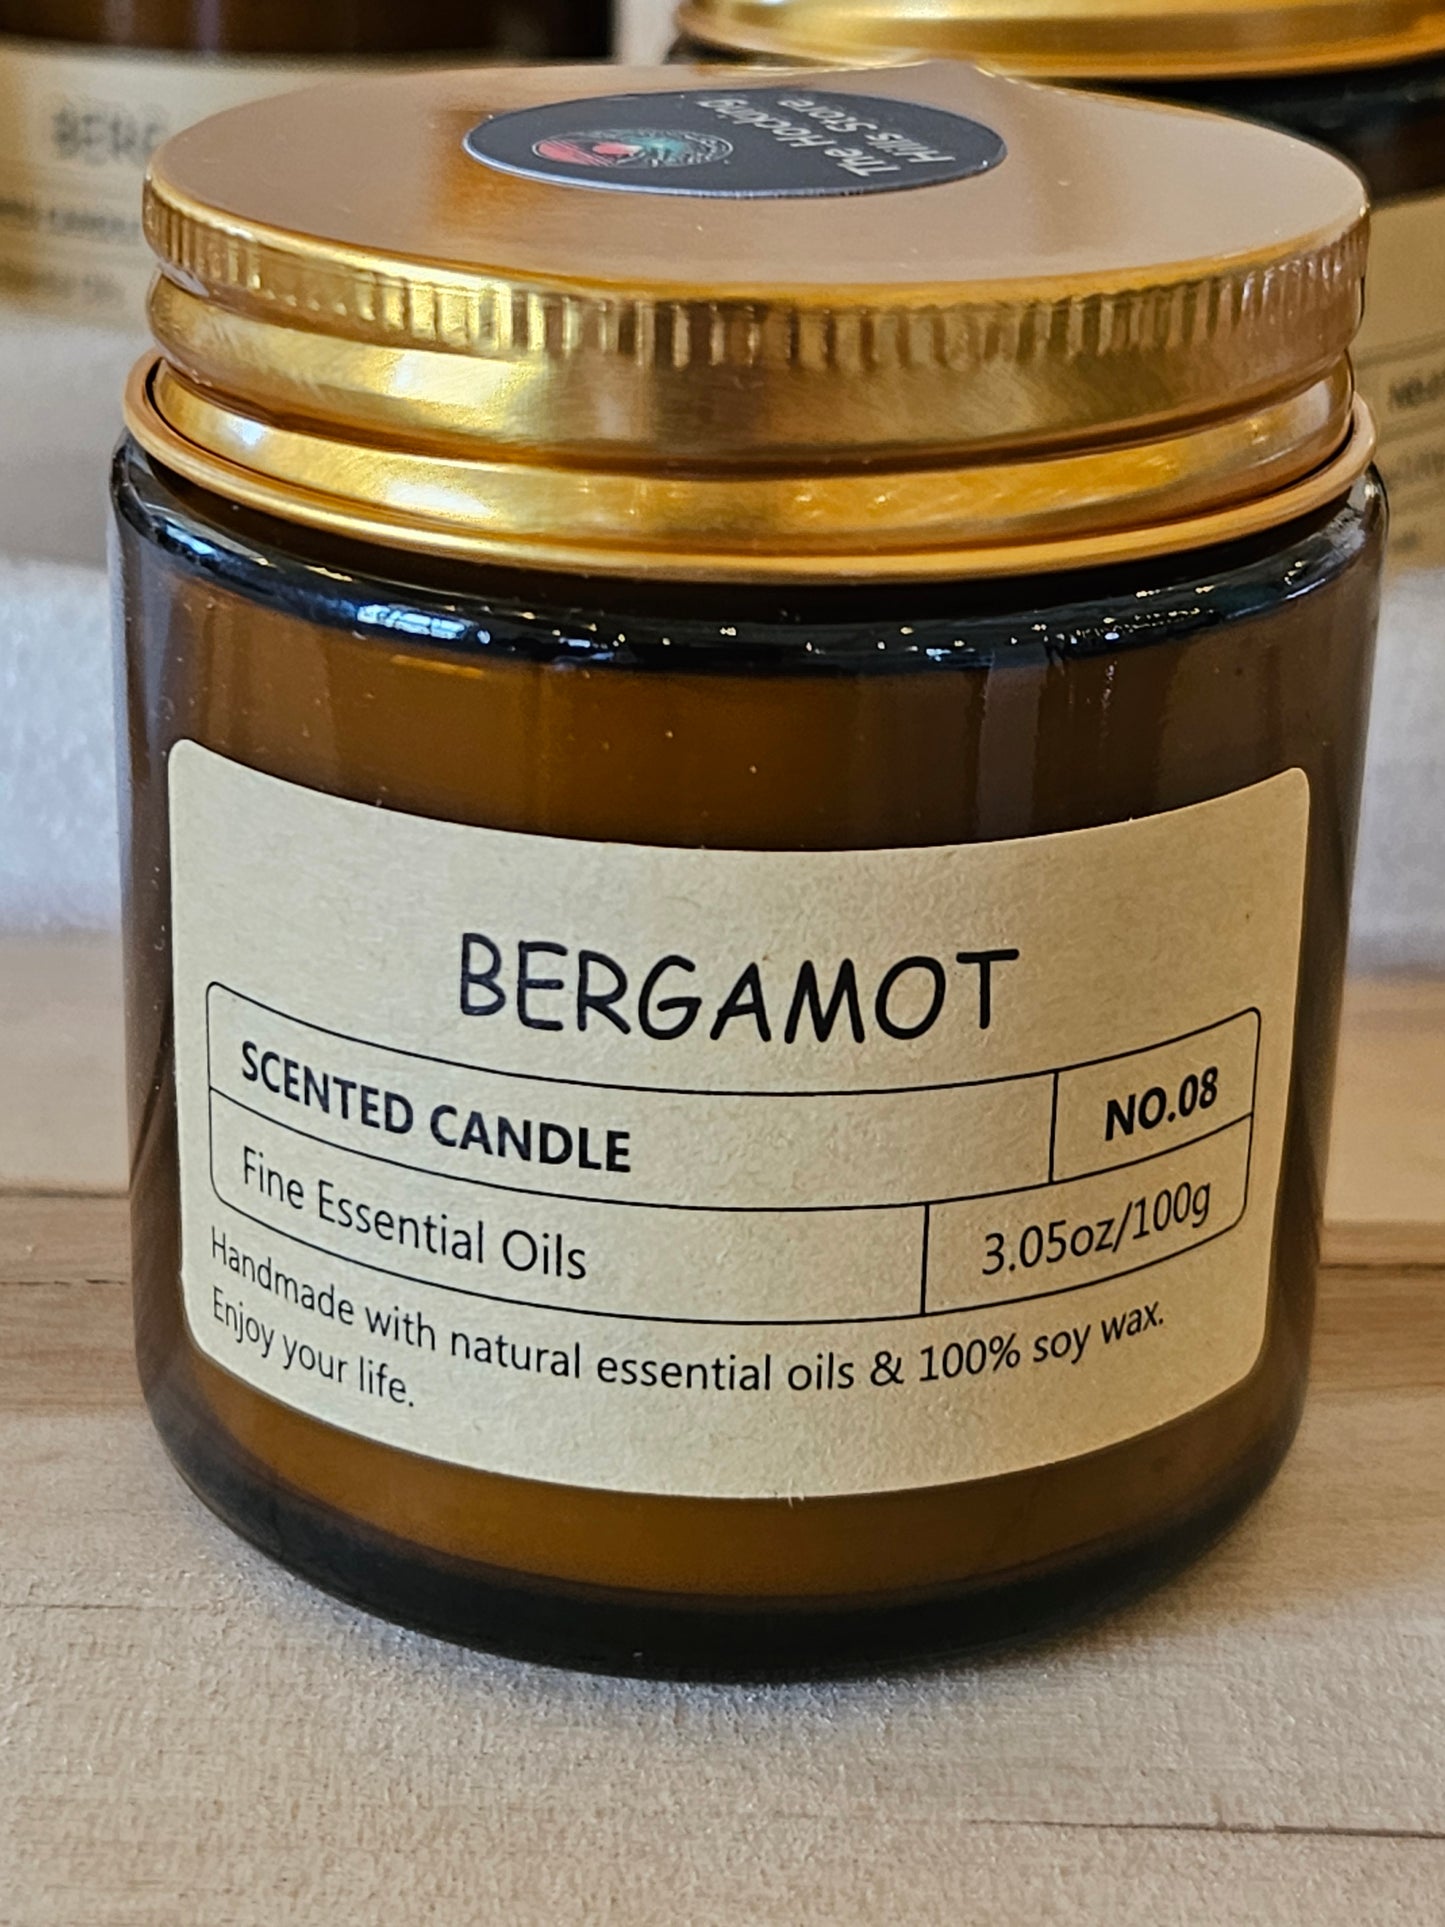 The Hocking
Hills Store
BERGAMOT
SCENTED CANDLE
NO.08
Fine Essential Oils
3.05oz/100g
Handmade with natural essential oils & 100% soy wax.
Enjoy your life.